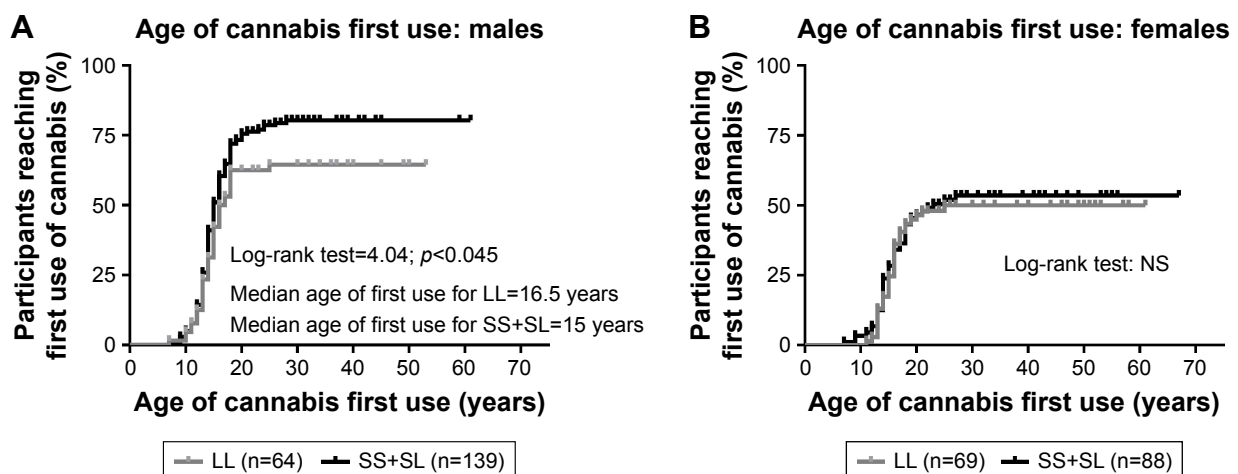 A
Age of cannabis first use: males
Participants reaching
first use of cannabis (%)
100
75
50
25
0
Log-rank test=4.04; p<0.045
Median age of first use for LL=16.5 years
Median age of first use for SS+SL=15 years
0 10 20 30 40 50 60 70
Age of cannabis first use (years)
LL (n=64) SS+SL (n=139)
B
Age of cannabis first use: females
Participants reaching
first use of cannabis (%)
100
75
50
25
0
Log-rank test: NS
0 10 20 30 40 50 60 70
Age of cannabis first use (years)
LL (n=69) SS+SL (n=88)